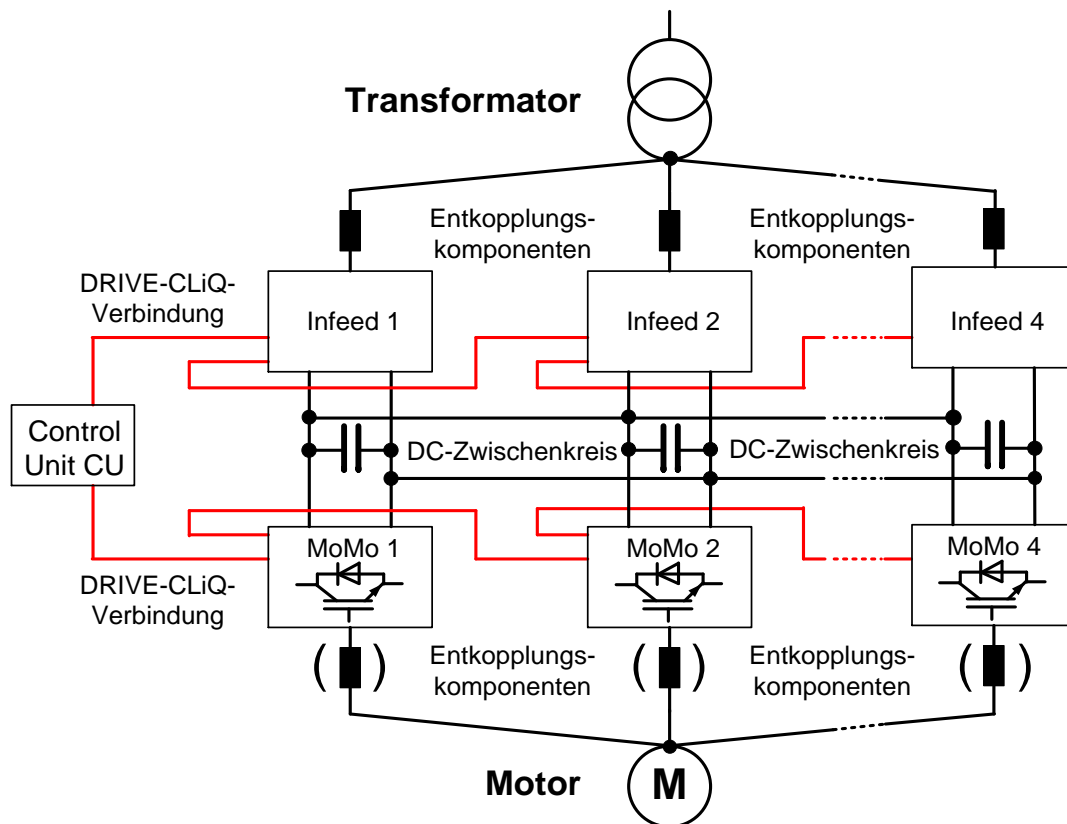 Transformator
Entkopplungs-
komponenten
Entkopplungs-
komponenten
DRIVE-CLiQ-
Verbindung
Infeed 1
Infeed 2
Infeed 4
Control
Unit CU
DC-Zwischenkreis
DC-Zwischenkreis
MoMo 1
MoMo 2
MoMo 4
DRIVE-CLiQ-
Verbindung
( )
Entkopplungs-
komponenten
( )
Entkopplungs-
komponenten
( )
Motor
M